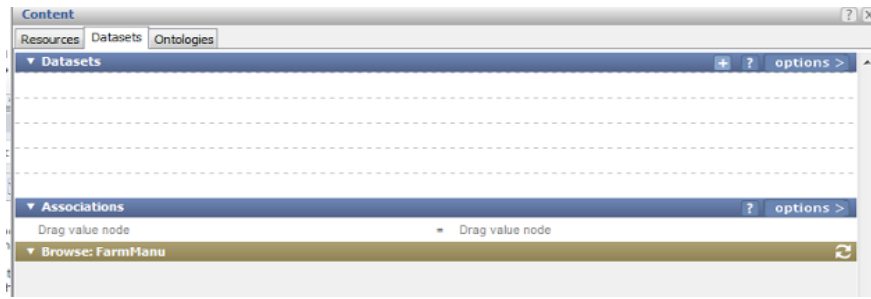 Content ? X
Resources Datasets Ontologies
▼ Datasets + ? options >
▼ Associations ? options >
Drag value node = Drag value node
▼ Browse: FarmManu